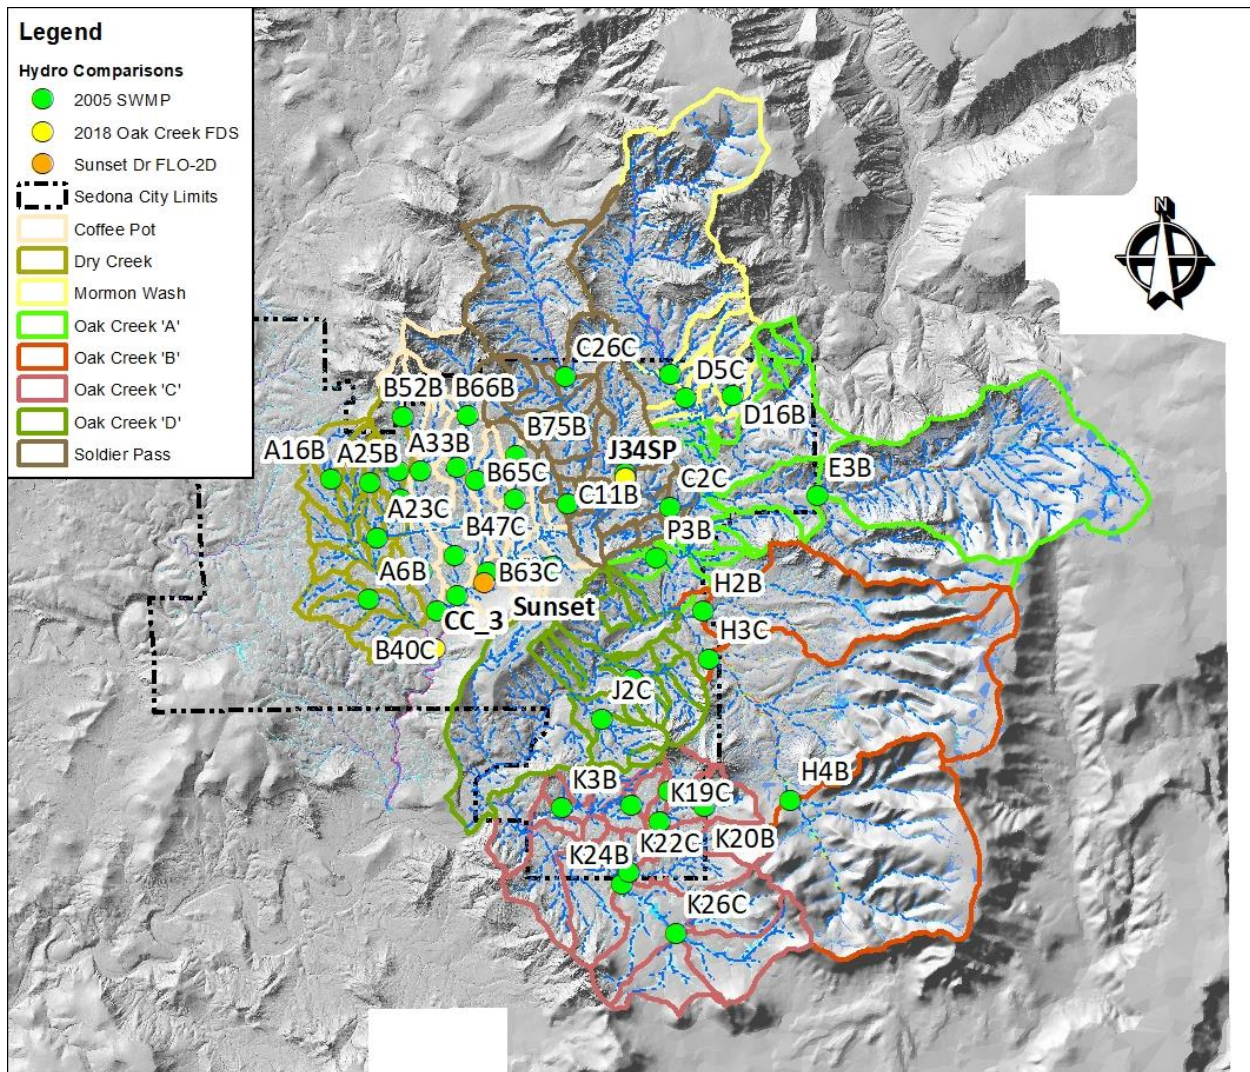 Legend
Hydro Comparisons
2005 SWMP
2018 Oak Creek FDS
Sunset Dr FLO-2D
Sedona City Limits
Coffee Pot
Dry Creek
Mormon Wash
Oak Creek 'A'
Oak Creek 'B'
Oak Creek 'C'
Oak Creek 'D'
Soldier Pass
N
C26C
D5C
B52B
B66B
D16B
B75B
A16B
A25B
A33B
J34SP
B65C
C2C
E3B
A23C
C11B
B47C
P3B
A6B
B63C
H2B
CC_3
Sunset
B40C
H3C
J2C
K3B
K19C
H4B
K20B
K22C
K24B
K26C